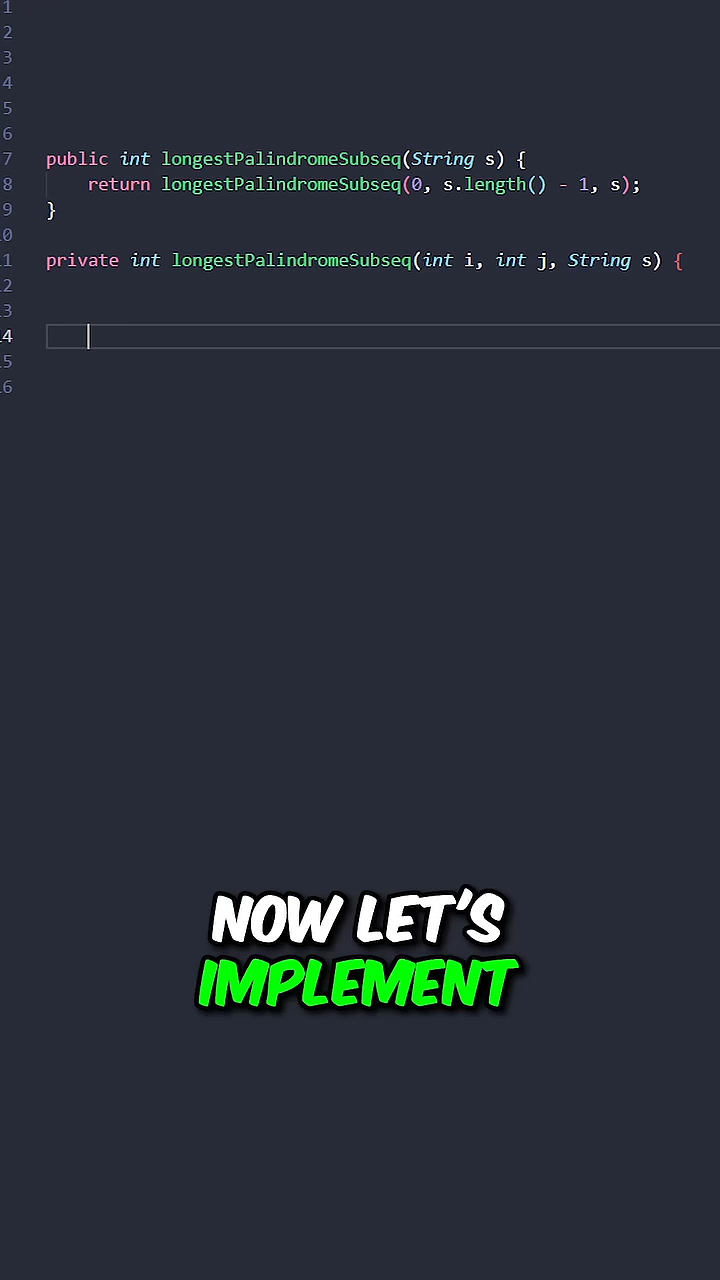 1
2
3
4
5
6
7 public int longestPalindromeSubseq(String s) {
8     return longestPalindromeSubseq(0, s.length() - 1, s);
9 }
0
1 private int longestPalindromeSubseq(int i, int j, String s) {
2
3
4
5
6
NOW LET'S
IMPLEMENT